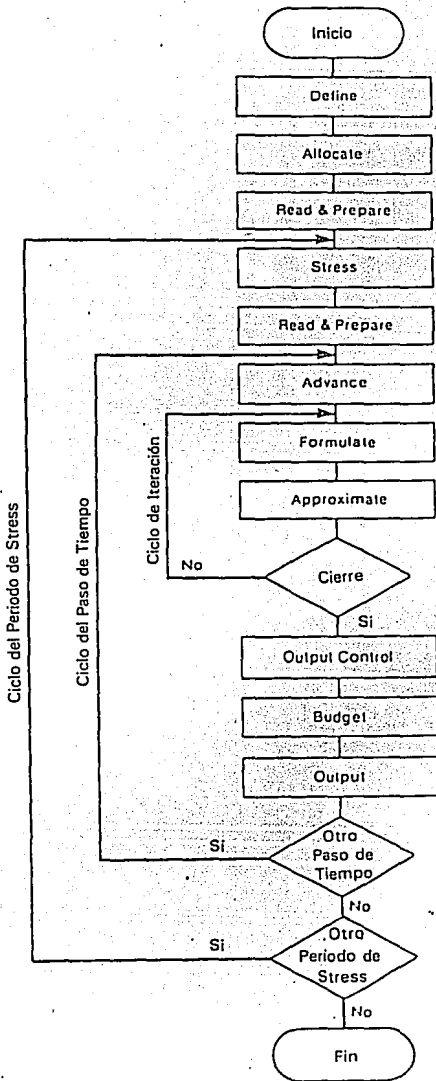 Inicio
Define
Allocate
Read & Prepare
Stress
Read & Prepare
Advance
Formulate
Approximate
Cierre
No
Si
Output Control
Budget
Output
Otro
Paso de
Tiempo
Si
No
Otro
Periodo de
Stress
Si
No
Fin
Ciclo de Iteración
Ciclo del Paso de Tiempo
Ciclo del Periodo de Stress